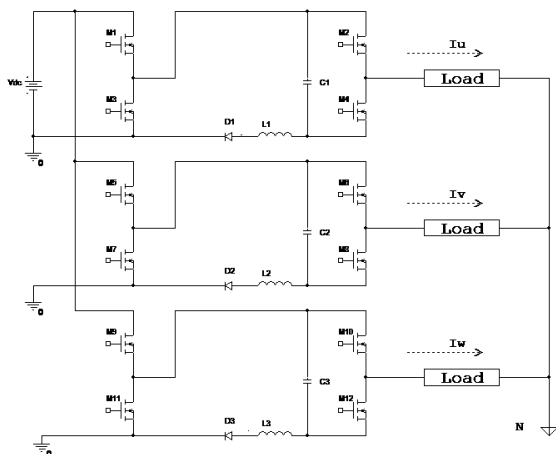 M1
M2
Iu
Vdc
C1
Load
M3
M4
D1
L1
0
M5
M6
Iv
C2
Load
M7
M8
D2
L2
0
M9
M10
Iw
C3
Load
M11
M12
D3
L3
N
0